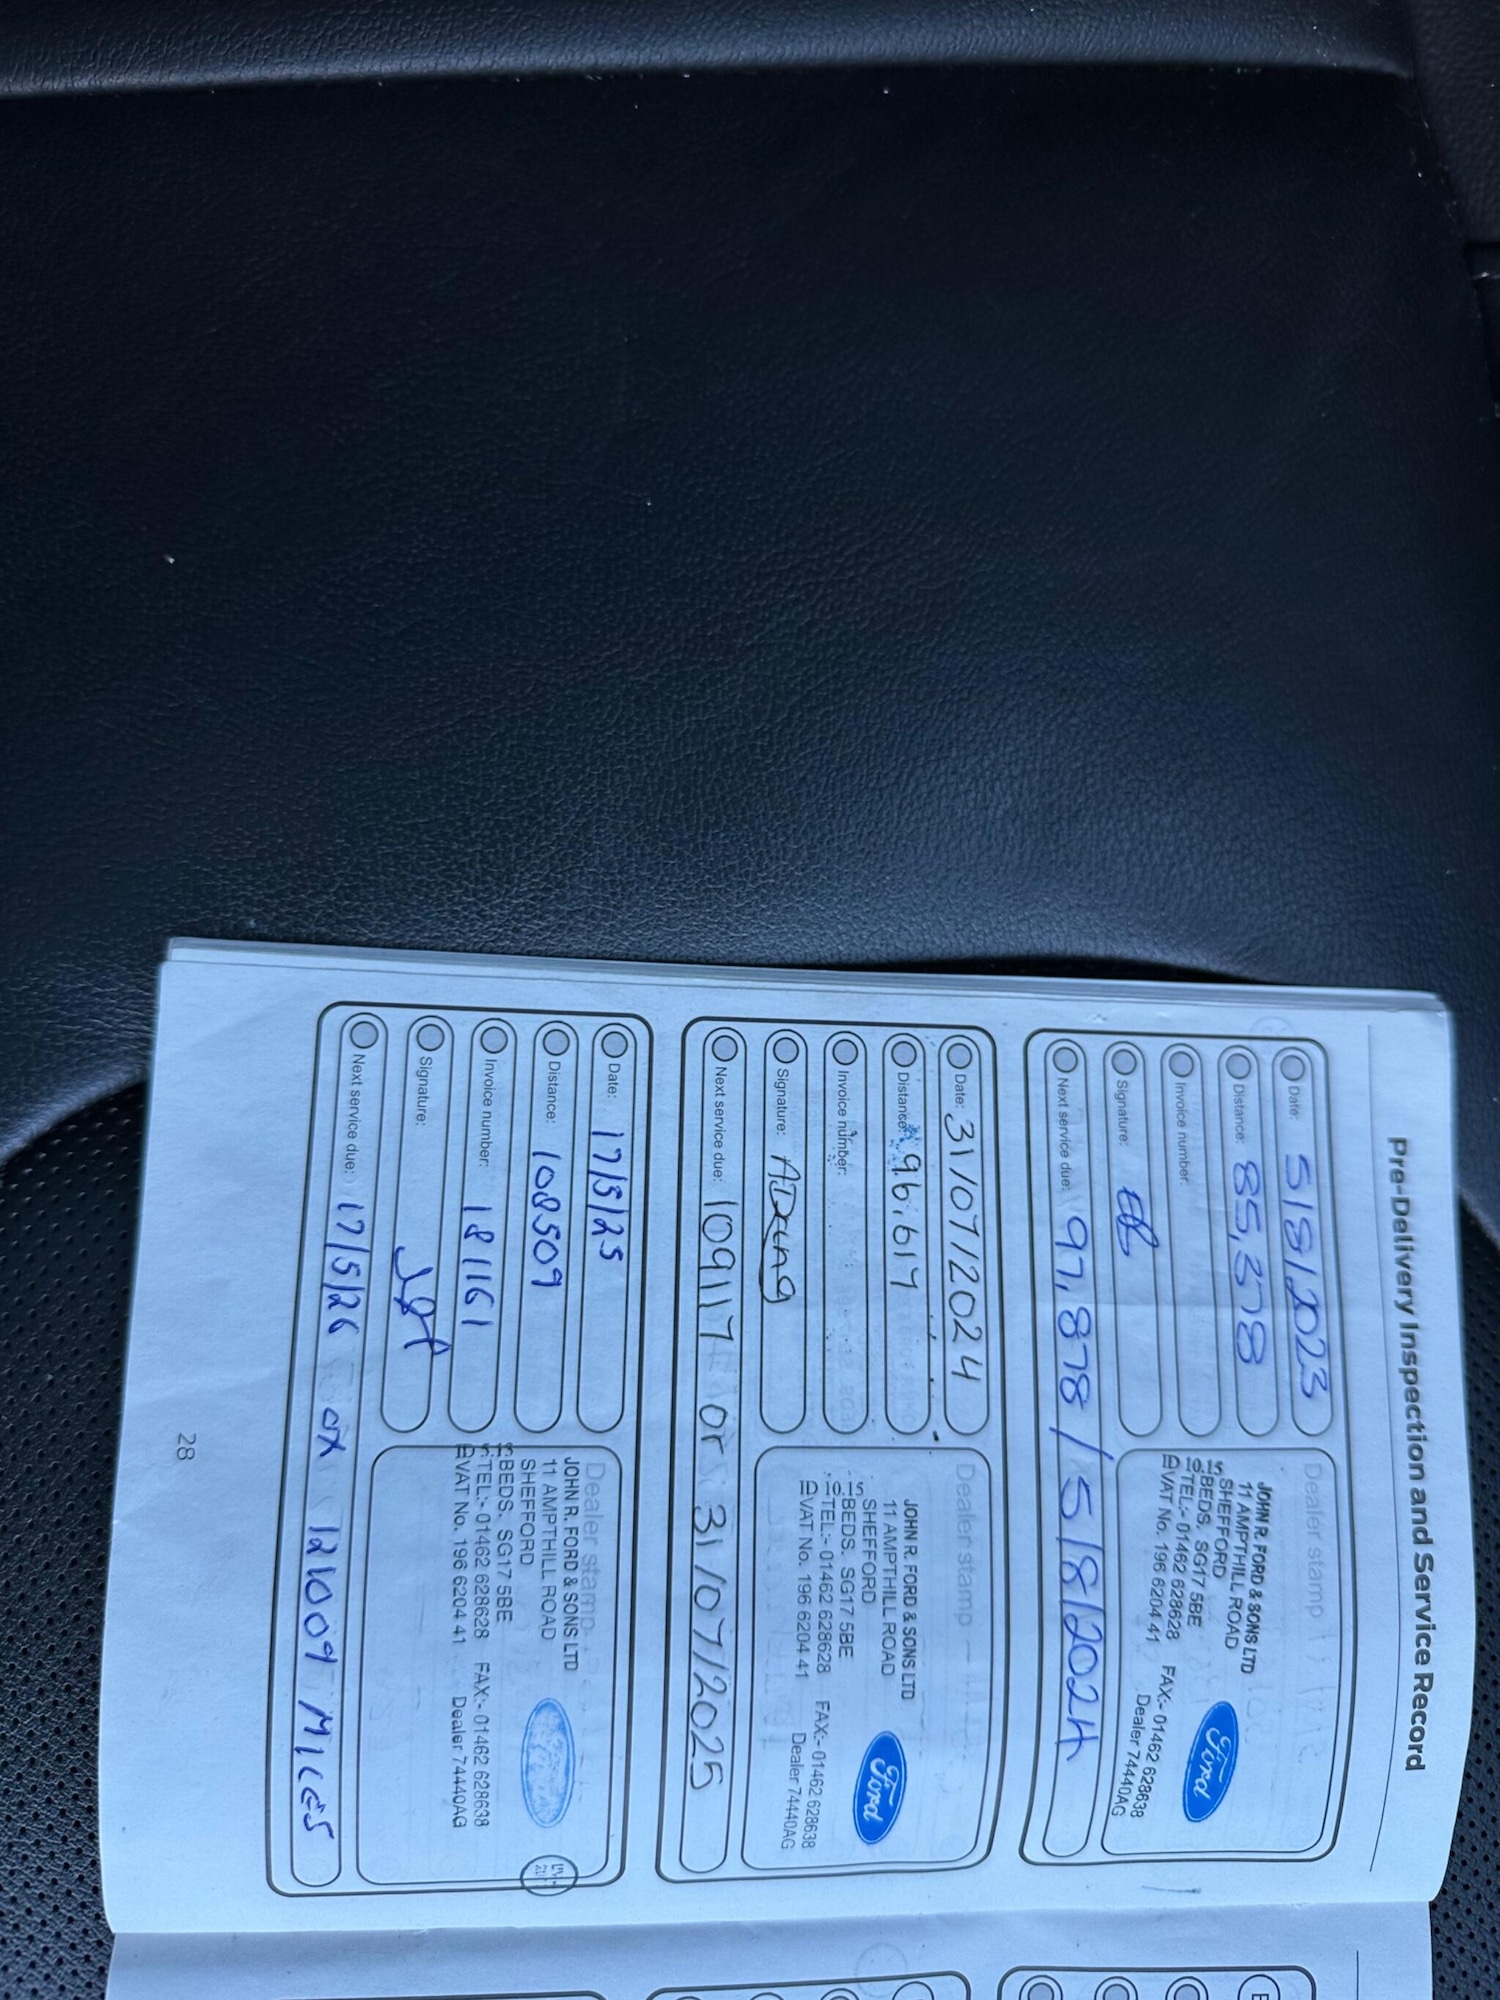 Pre-Delivery Inspection and Service Record
Date: 5/8/2023
Distance: 85,378
Invoice number:
Signature:
Next service due: 97,878 / 5/8/2024
Dealer stamp
JOHN R. FORD & SONS LTD
11 AMPTHILL ROAD
SHEFFORD
10.15 BEDS. SG17 5BE
TEL:- 01462 628628 FAX:- 01462 628638
VAT No. 196 6204 41 Dealer 74440AG
Ford
Date: 31/07/2024
Distance: 96,617
Invoice number:
Signature:
Next service due: 109117 or 31/07/2025
Dealer stamp
JOHN R. FORD & SONS LTD
11 AMPTHILL ROAD
SHEFFORD
10.15 BEDS. SG17 5BE
TEL:- 01462 628628 FAX:- 01462 628638
VAT No. 196 6204 41 Dealer 74440AG
Ford
Date: 17/5/25
Distance: 108509
Invoice number: 18161
Signature:
Next service due: 17/5/26 or 121009 MILES
Dealer stamp
JOHN R. FORD & SONS LTD
11 AMPTHILL ROAD
SHEFFORD
BEDS. SG17 5BE
TEL:- 01462 628628 FAX:- 01462 628638
VAT No. 196 6204 41 Dealer 74440AG
28